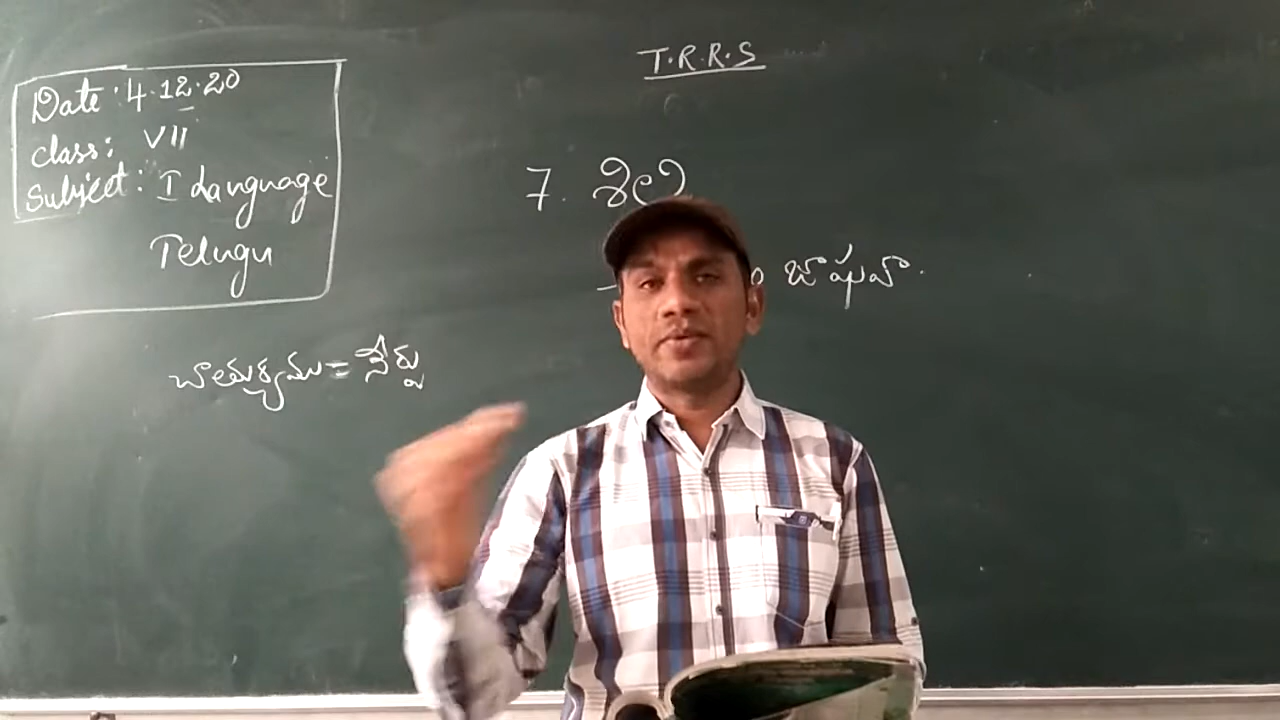 T.R.R.S
Date: 4.12.20
Class: VII
Subject: I Language
Telugu
7. శిల్పి
జాషువా.
చాతుర్యము = నేర్పు